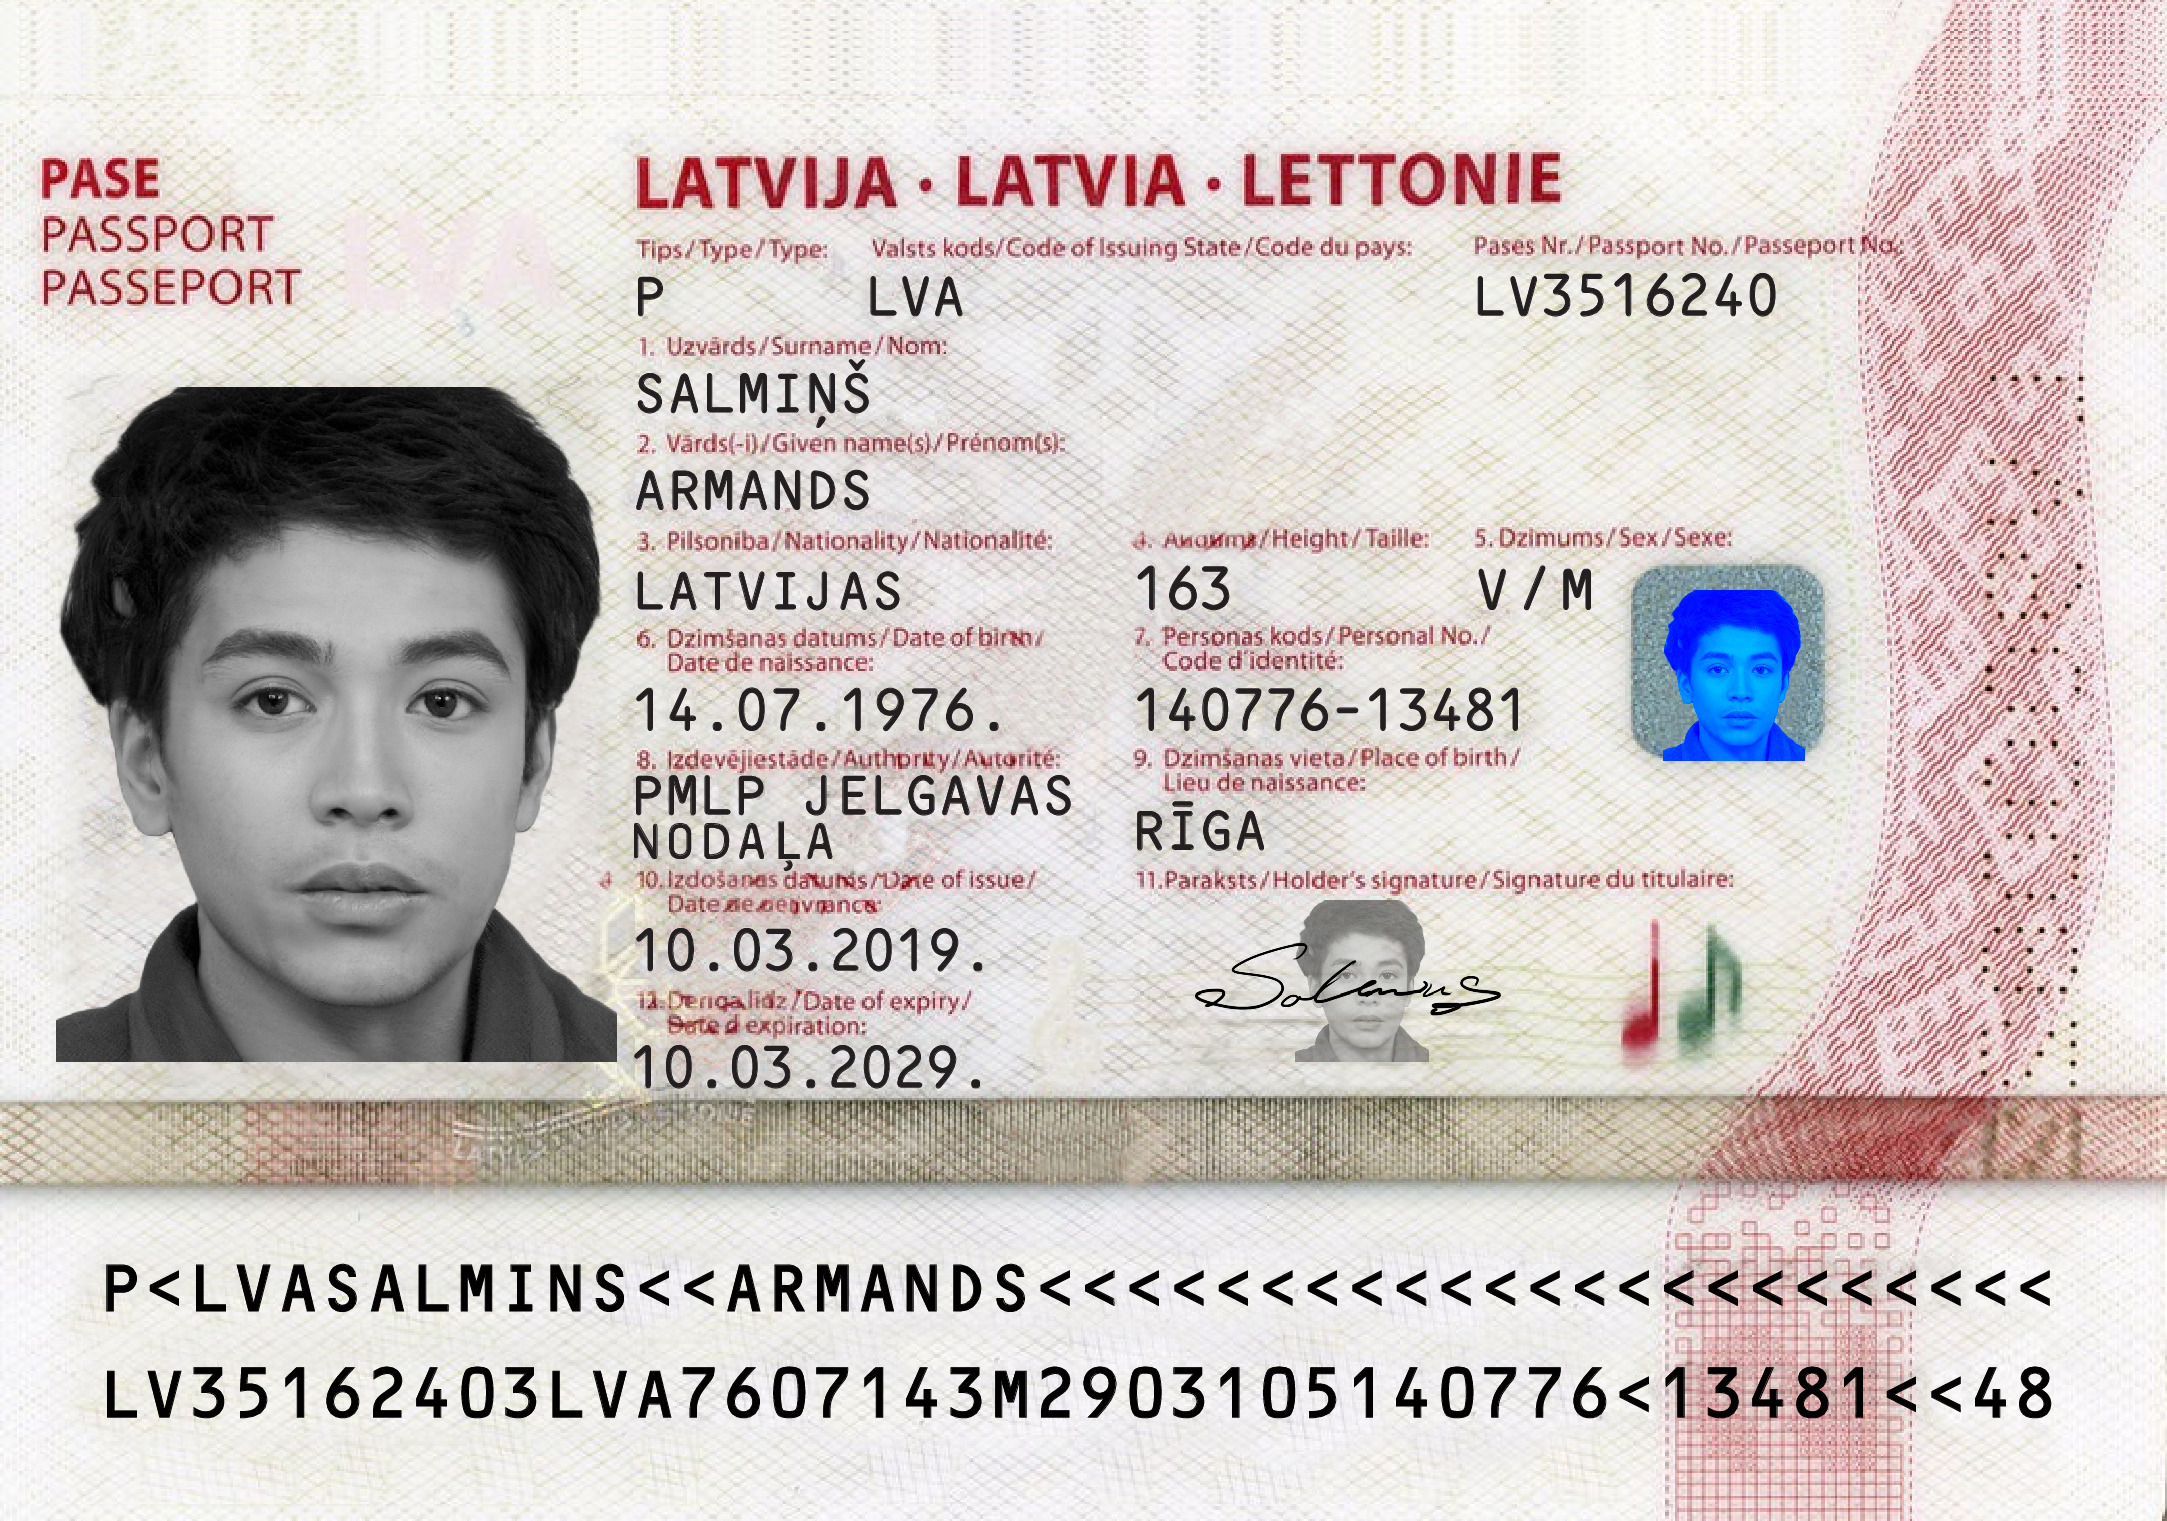 PASE
PASSPORT
PASSEPORT
LVA
LATVIJA · LATVIA · LETTONIE
Tips/Type/Type: Valsts kods/Code of Issuing State/Code du pays: Pases Nr./Passport No./Passeport No.:
P LVA LV3516240
1. Uzvārds/Surname/Nom:
SALMIŅŠ
2. Vārds(-i)/Given name(s)/Prénom(s):
ARMANDS
3. Pilsonība/Nationality/Nationalité: 4. Augums/Height/Taille: 5. Dzimums/Sex/Sexe:
LATVIJAS 163 V/M
6. Dzimšanas datums/Date of birth/ 7. Personas kods/Personal No./
Date de naissance: Code d'identité:
14.07.1976. 140776-13481
8. Izdevējiestāde/Authority/Autorité: 9. Dzimšanas vieta/Place of birth/
Lieu de naissance:
PMLP JELGAVAS
NODAĻA RĪGA
10. Izdošanas datums/Date of issue/ 11. Paraksts/Holder's signature/Signature du titulaire:
Date de
10.03.2019.
12. /Date of expiry/
Date d'expiration:
10.03.2029.
P<LVASALMINS<<ARMANDS<<<<<<<<<<<<<<<<<<<<<<<
LV35162403LVA7607143M2903105140776<13481<<48